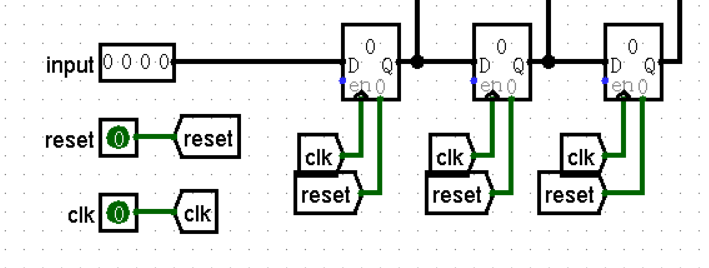 input 0 0 0 0
0 D Q en 0
0 D Q en 0
0 D Q en 0
reset 0 reset
clk clk clk
reset reset reset
clk 0 clk